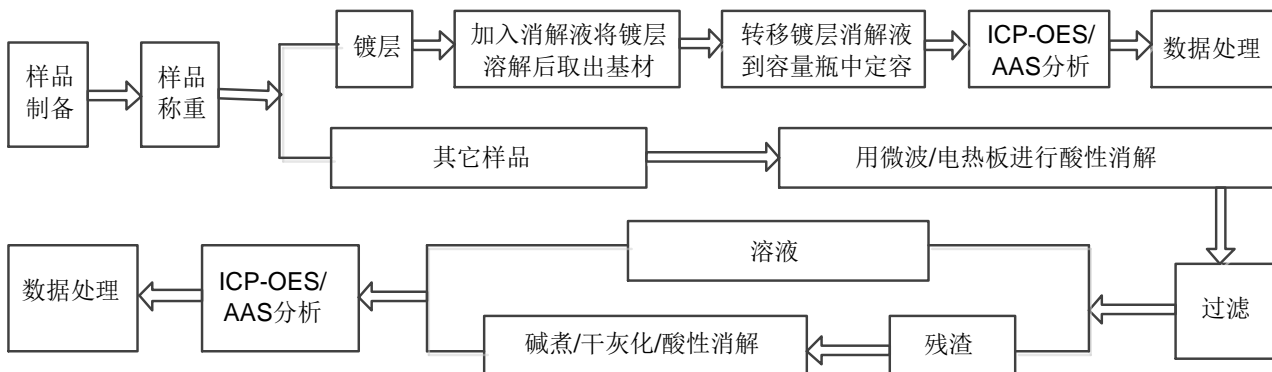 样品
制备
样品
称重
镀层
加入消解液将镀层
溶解后取出基材
转移镀层消解液
到容量瓶中定容
ICP-OES/
AAS分析
数据处理
其它样品
用微波/电热板进行酸性消解
过滤
溶液
残渣
碱煮/干灰化/酸性消解
ICP-OES/
AAS分析
数据处理